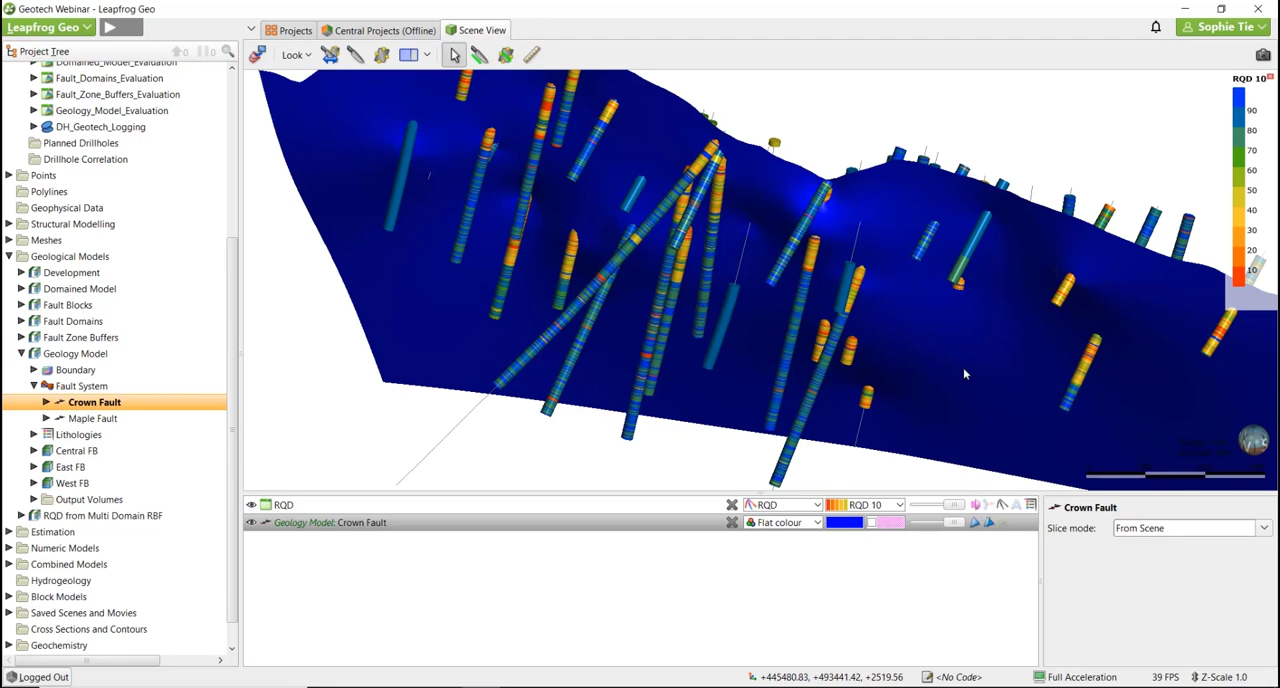 Geotech Webinar - Leapfrog Geo
Leapfrog Geo
Projects
Central Projects (Offline)
Scene View
Sophie Tie
Project Tree
Look
Domained_Model_Evaluation
Fault_Domains_Evaluation
Fault_Zone_Buffers_Evaluation
Geology_Model_Evaluation
DH_Geotech_Logging
Planned Drillholes
Drillhole Correlation
Points
Polylines
Geophysical Data
Structural Modelling
Meshes
Geological Models
Development
Domained Model
Fault Blocks
Fault Domains
Fault Zone Buffers
Geology Model
Boundary
Fault System
Crown Fault
Maple Fault
Lithologies
Central FB
East FB
West FB
Output Volumes
RQD from Multi Domain RBF
Estimation
Numeric Models
Combined Models
Hydrogeology
Block Models
Saved Scenes and Movies
Cross Sections and Contours
Geochemistry
RQD 10
90
80
70
60
50
40
30
20
10
RQD
RQD
RQD 10
Geology Model: Crown Fault
Flat colour
Crown Fault
Slice mode:
From Scene
Logged Out
+445480.83, +493441.42, +2519.56
<No Code>
Full Acceleration
39 FPS
Z-Scale 1.0